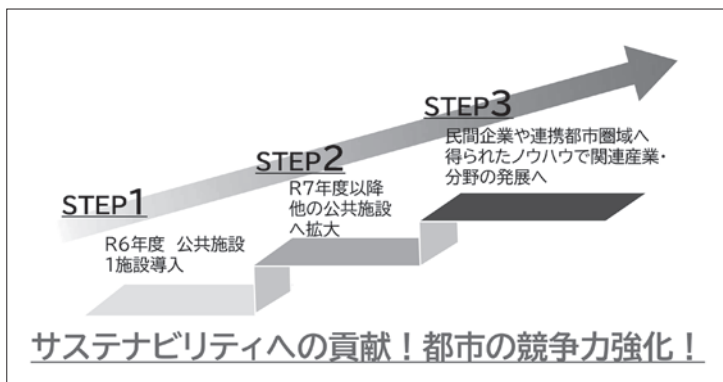 STEP1
R6年度 公共施設
1施設導入
STEP2
R7年度以降
他の公共施設
へ拡大
STEP3
民間企業や連携都市圏域へ
得られたノウハウで関連産業・
分野の発展へ
サステナビリティへの貢献！都市の競争力強化！